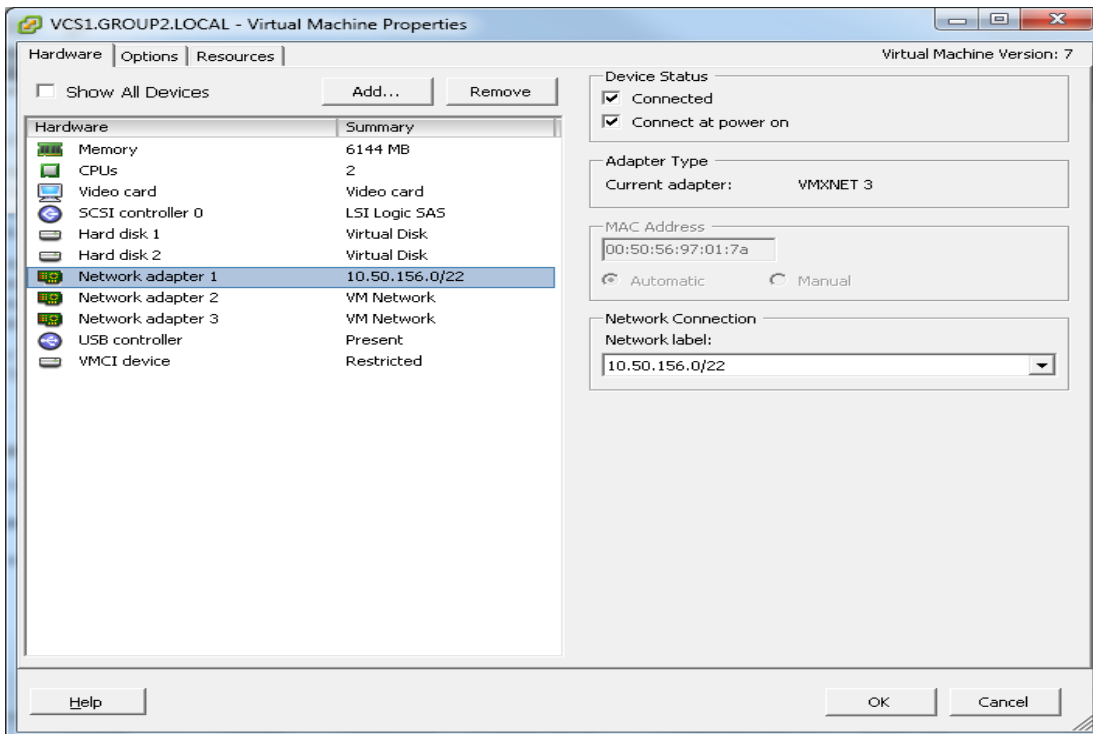 VCS1.GROUP2.LOCAL - Virtual Machine Properties
Hardware Options Resources Virtual Machine Version: 7
Show All Devices Add... Remove
Hardware Summary
Memory 6144 MB
CPUs 2
Video card Video card
SCSI controller 0 LSI Logic SAS
Hard disk 1 Virtual Disk
Hard disk 2 Virtual Disk
Network adapter 1 10.50.156.0/22
Network adapter 2 VM Network
Network adapter 3 VM Network
USB controller Present
VMCI device Restricted
Device Status
Connected
Connect at power on
Adapter Type
Current adapter: VMXNET 3
MAC Address
00:50:56:97:01:7a
Automatic Manual
Network Connection
Network label:
10.50.156.0/22
Help OK Cancel